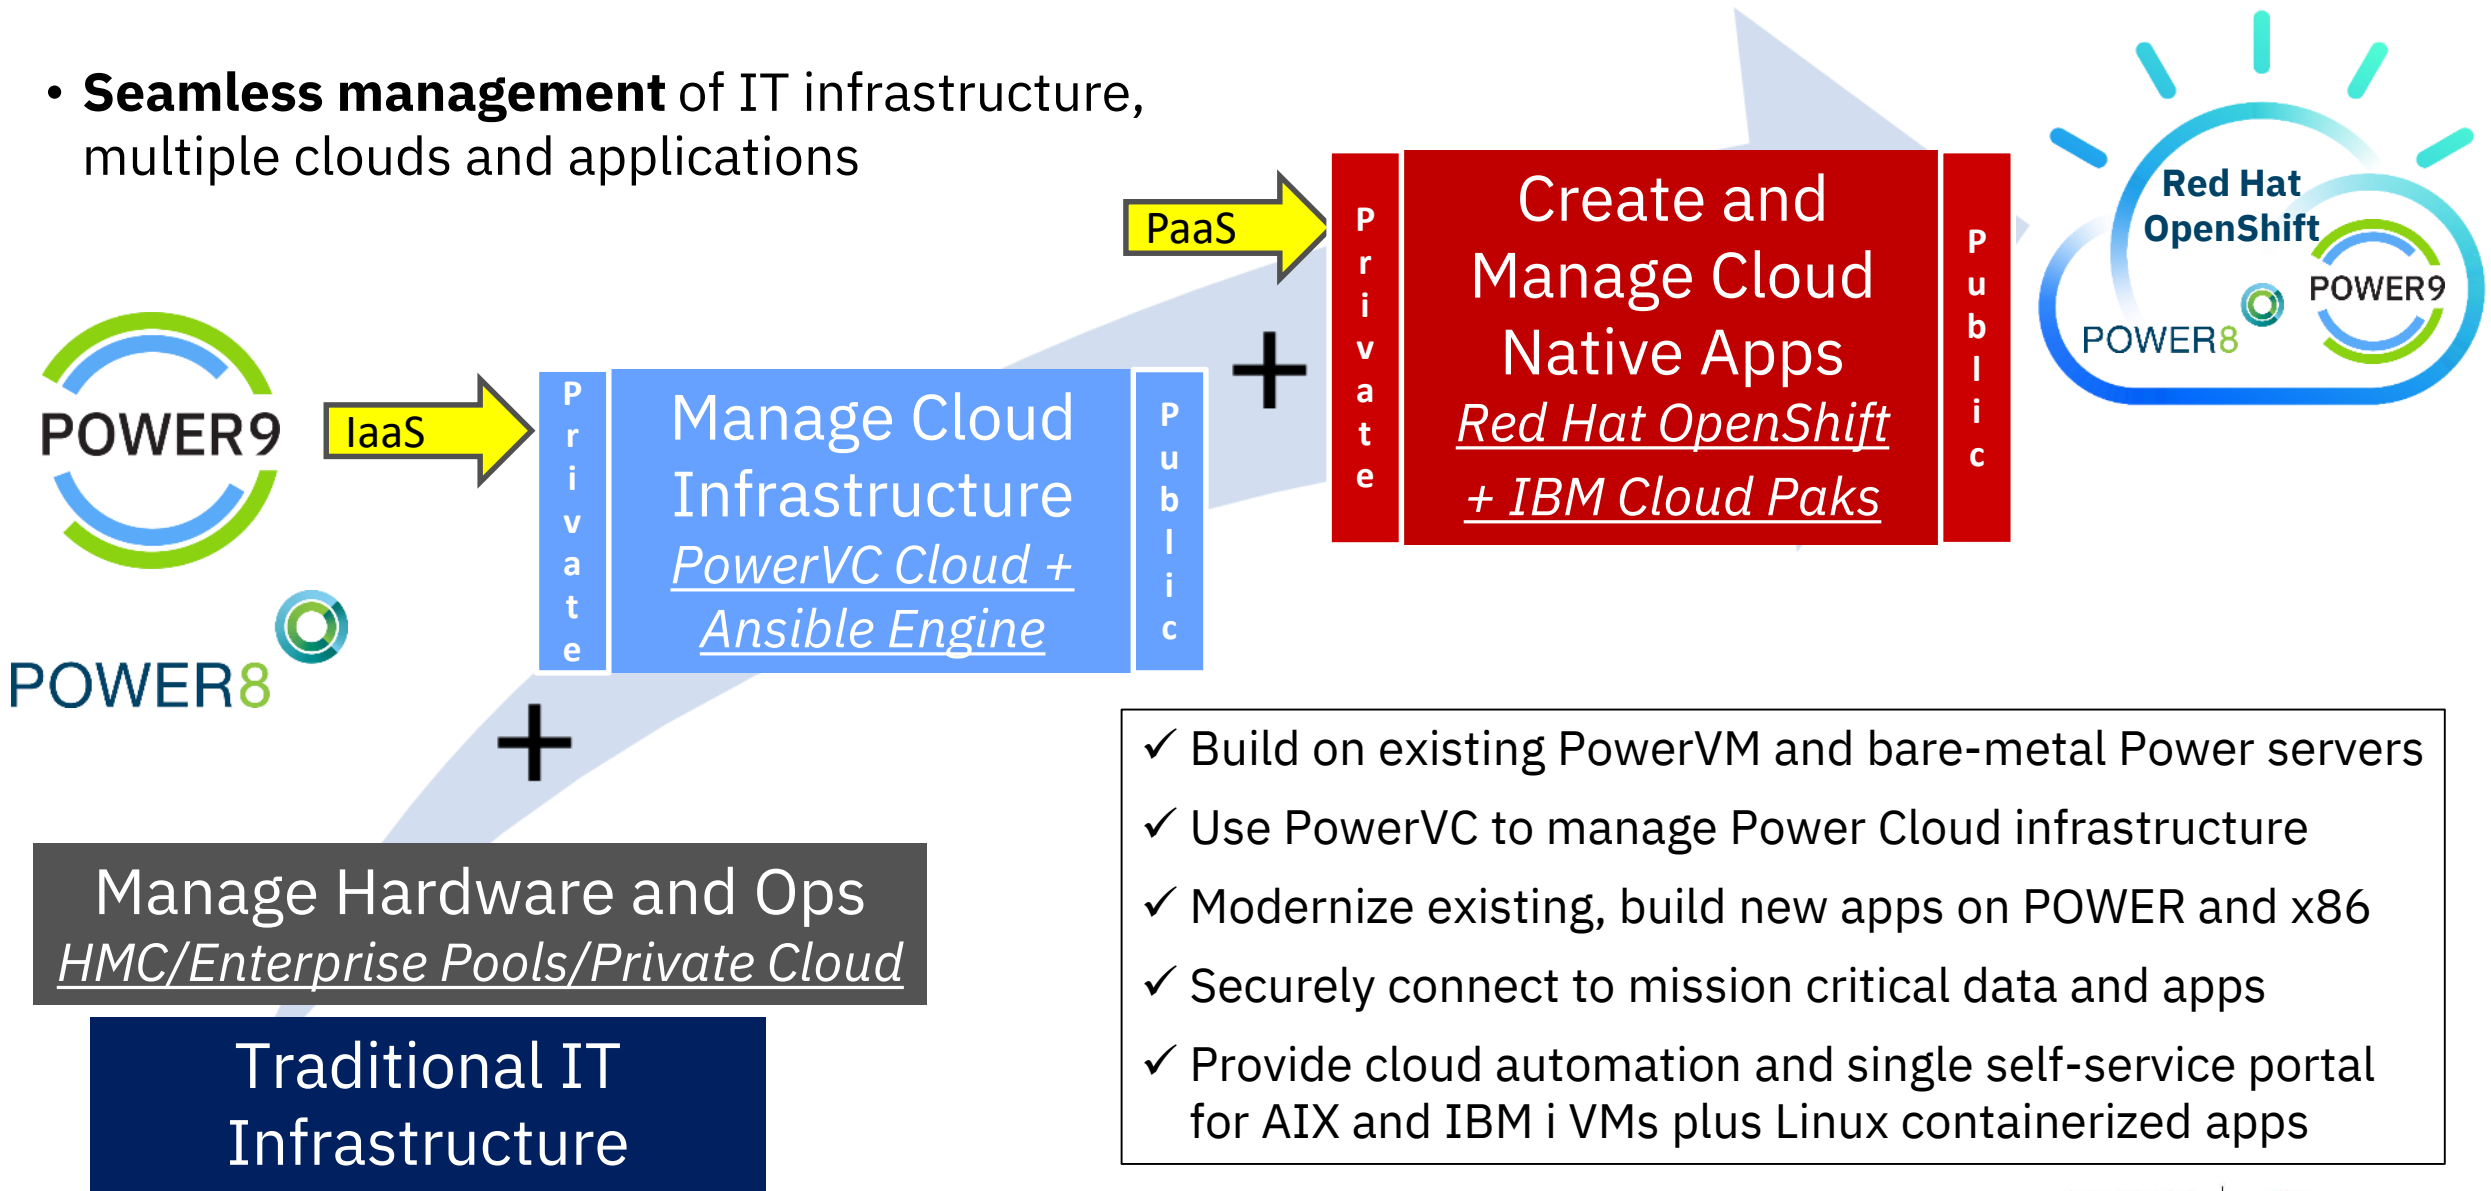 • Seamless management of IT infrastructure,
multiple clouds and applications
PaaS
Private
Create and
Manage Cloud
Native Apps
Red Hat OpenShift
+ IBM Cloud Paks
Public
Red Hat
OpenShift
POWER9
POWER8
POWER9
IaaS
Private
Manage Cloud
Infrastructure
PowerVC Cloud +
Ansible Engine
Public
+
POWER8
+
Manage Hardware and Ops
HMC/Enterprise Pools/Private Cloud
Traditional IT
Infrastructure
✓ Build on existing PowerVM and bare-metal Power servers
✓ Use PowerVC to manage Power Cloud infrastructure
✓ Modernize existing, build new apps on POWER and x86
✓ Securely connect to mission critical data and apps
✓ Provide cloud automation and single self-service portal
for AIX and IBM i VMs plus Linux containerized apps